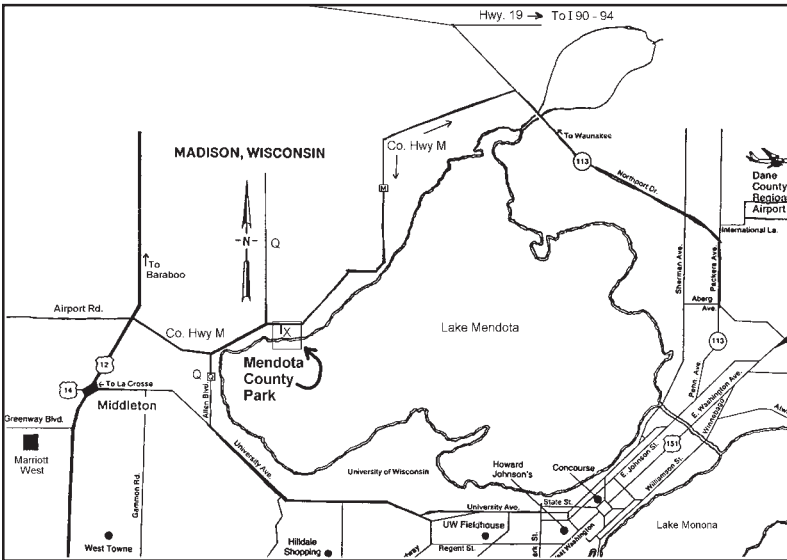 Hwy. 19 → To I 90 - 94
To Waunakee
Co. Hwy M
MADISON, WISCONSIN
113
Northport Dr.
Dane
County
Regional
Airport
M
International La.
-N-
Q
To
Baraboo
Sherman Ave.
Packers Ave.
Airport Rd.
Aberg
Ave.
Co. Hwy M
X
Lake Mendota
113
12
Mendota
County
Park
Q
Allen Blvd.
14
To La Crosse
Middleton
Penn Ave
E. Washington Ave.
Winnebago
Greenway Blvd.
Marriott
West
Gammon Rd.
University Ave.
University of Wisconsin
Howard
Johnson's
Concourse
E. Johnson St.
151
Williamson St.
University Ave.
State St.
West Towne
Hilldale
Shopping
UW Fieldhouse
Regent St.
Lake Monona